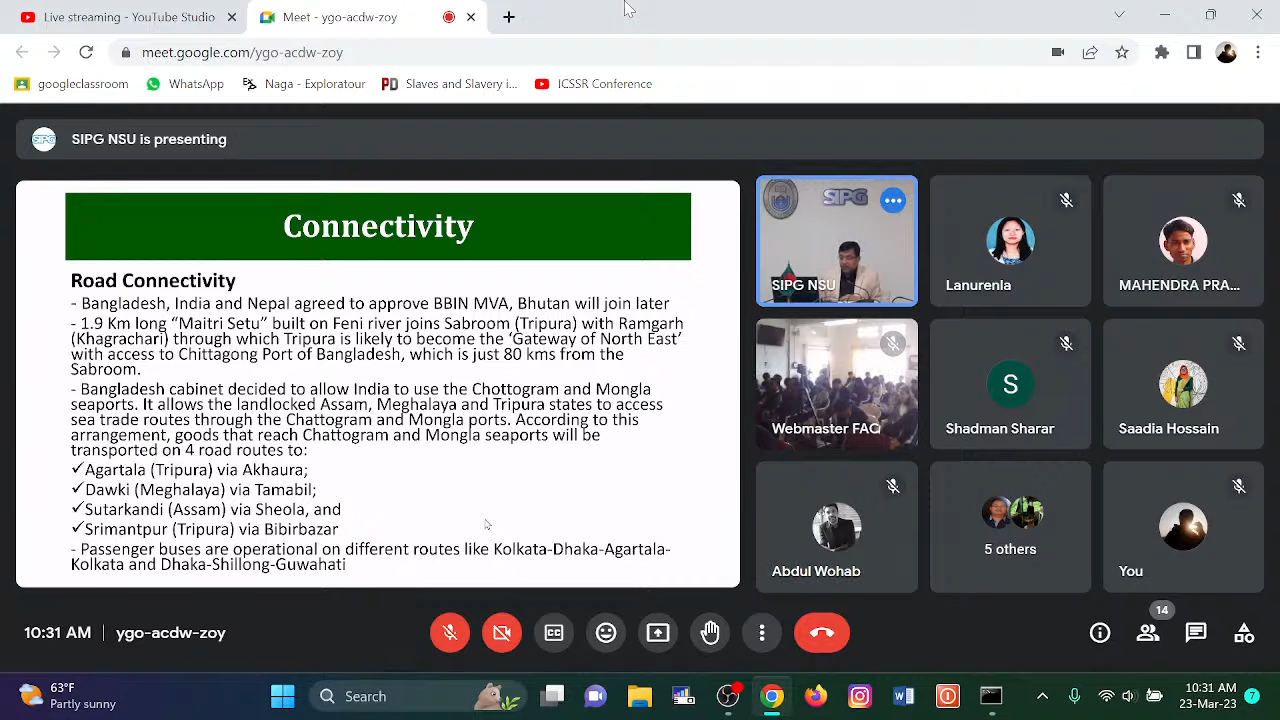 Live streaming - YouTube Studio
Meet - ygo-acdw-zoy
meet.google.com/ygo-acdw-zoy
googleclassroom
WhatsApp
Naga - Exploratour
PD Slaves and Slavery i...
ICSSR Conference
SIPG NSU is presenting
Connectivity
Road Connectivity
- Bangladesh, India and Nepal agreed to approve BBIN MVA, Bhutan will join later
- 1.9 Km long “Maitri Setu” built on Feni river joins Sabroom (Tripura) with Ramgarh
(Khagrachari) through which Tripura is likely to become the ‘Gateway of North East’
with access to Chittagong Port of Bangladesh, which is just 80 kms from the
Sabroom.
- Bangladesh cabinet decided to allow India to use the Chottogram and Mongla
seaports. It allows the landlocked Assam, Meghalaya and Tripura states to access
sea trade routes through the Chattogram and Mongla ports. According to this
arrangement, goods that reach Chattogram and Mongla seaports will be
transported on 4 road routes to:
✓Agartala (Tripura) via Akhaura;
✓Dawki (Meghalaya) via Tamabil;
✓Sutarkandi (Assam) via Sheola, and
✓Srimantpur (Tripura) via Bibirbazar
- Passenger buses are operational on different routes like Kolkata-Dhaka-Agartala-
Kolkata and Dhaka-Shillong-Guwahati
SIPG
SIPG NSU
Lanurenla
MAHENDRA PRA...
Webmaster FAC
S
Shadman Sharar
Saadia Hossain
Abdul Wohab
5 others
You
10:31 AM | ygo-acdw-zoy
14
63°F
Partly sunny
Search
10:31 AM
23-Mar-23
7